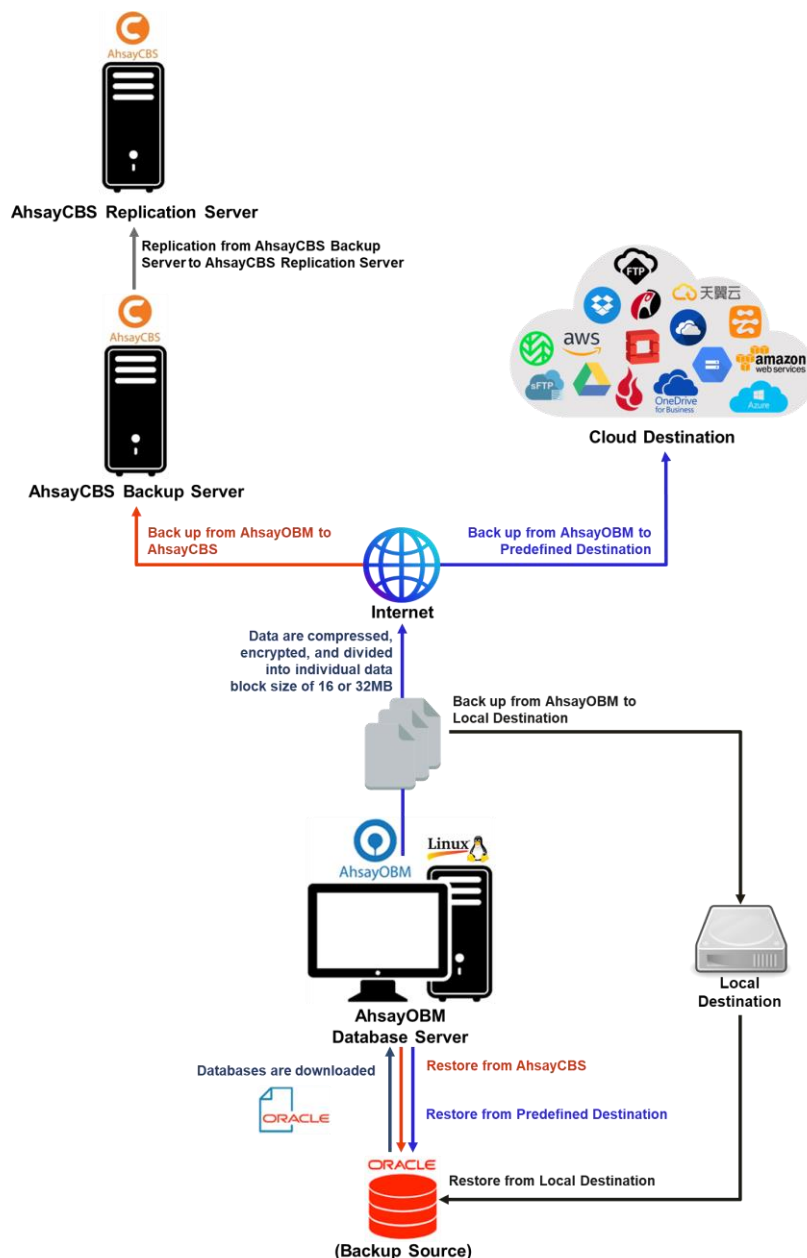 AhsayCBS
AhsayCBS Replication Server
Replication from AhsayCBS Backup
Server to AhsayCBS Replication Server
AhsayCBS
AhsayCBS Backup Server
FTP
天翼云
aws
amazon
web services
sFTP
OneDrive
for Business
Azure
Cloud Destination
Back up from AhsayOBM to
AhsayCBS
Back up from AhsayOBM to
Predefined Destination
Internet
Data are compressed,
encrypted, and divided
into individual data
block size of 16 or 32MB
Back up from AhsayOBM to
Local Destination
AhsayOBM
Linux
AhsayOBM
Database Server
Local
Destination
Databases are downloaded
ORACLE
Restore from AhsayCBS
Restore from Predefined Destination
ORACLE
Restore from Local Destination
(Backup Source)